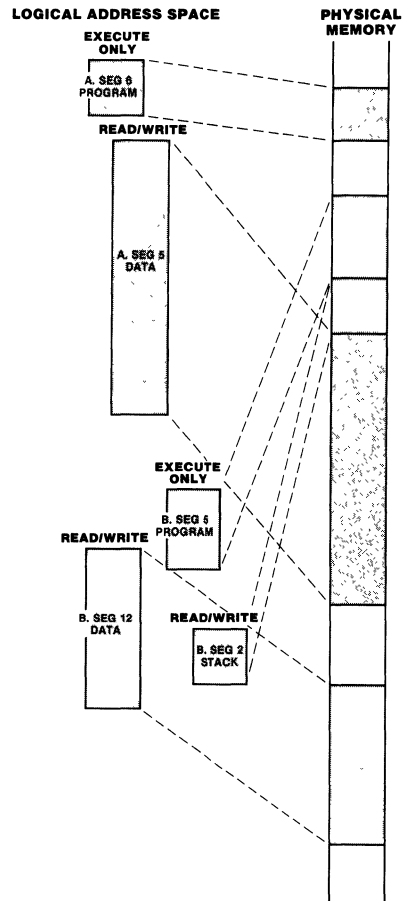 LOGICAL ADDRESS SPACE
PHYSICAL
MEMORY
EXECUTE
ONLY
A. SEG 6
PROGRAM
READ/WRITE
A. SEG 5
DATA
EXECUTE
ONLY
B. SEG 5
PROGRAM
READ/WRITE
B. SEG 12
DATA
READ/WRITE
B. SEG 2
STACK